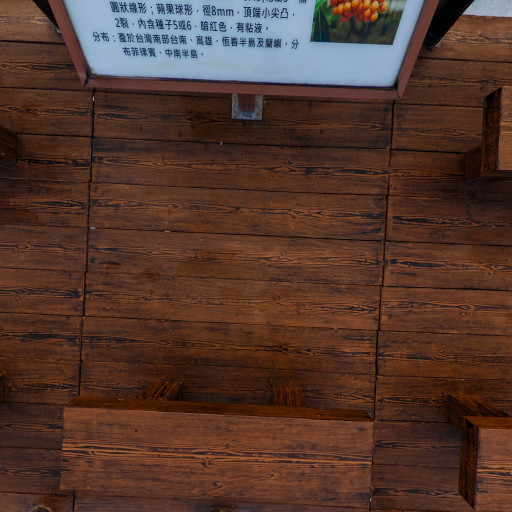 圓狀線形；蒴果球形，徑8mm，頂端小尖凸，
2裂，內含種子5或6，暗紅色，有粘液。
分布：產於台灣南部台南、高雄、恆春半島及蘭嶼。分
布菲律賓、中南半島。